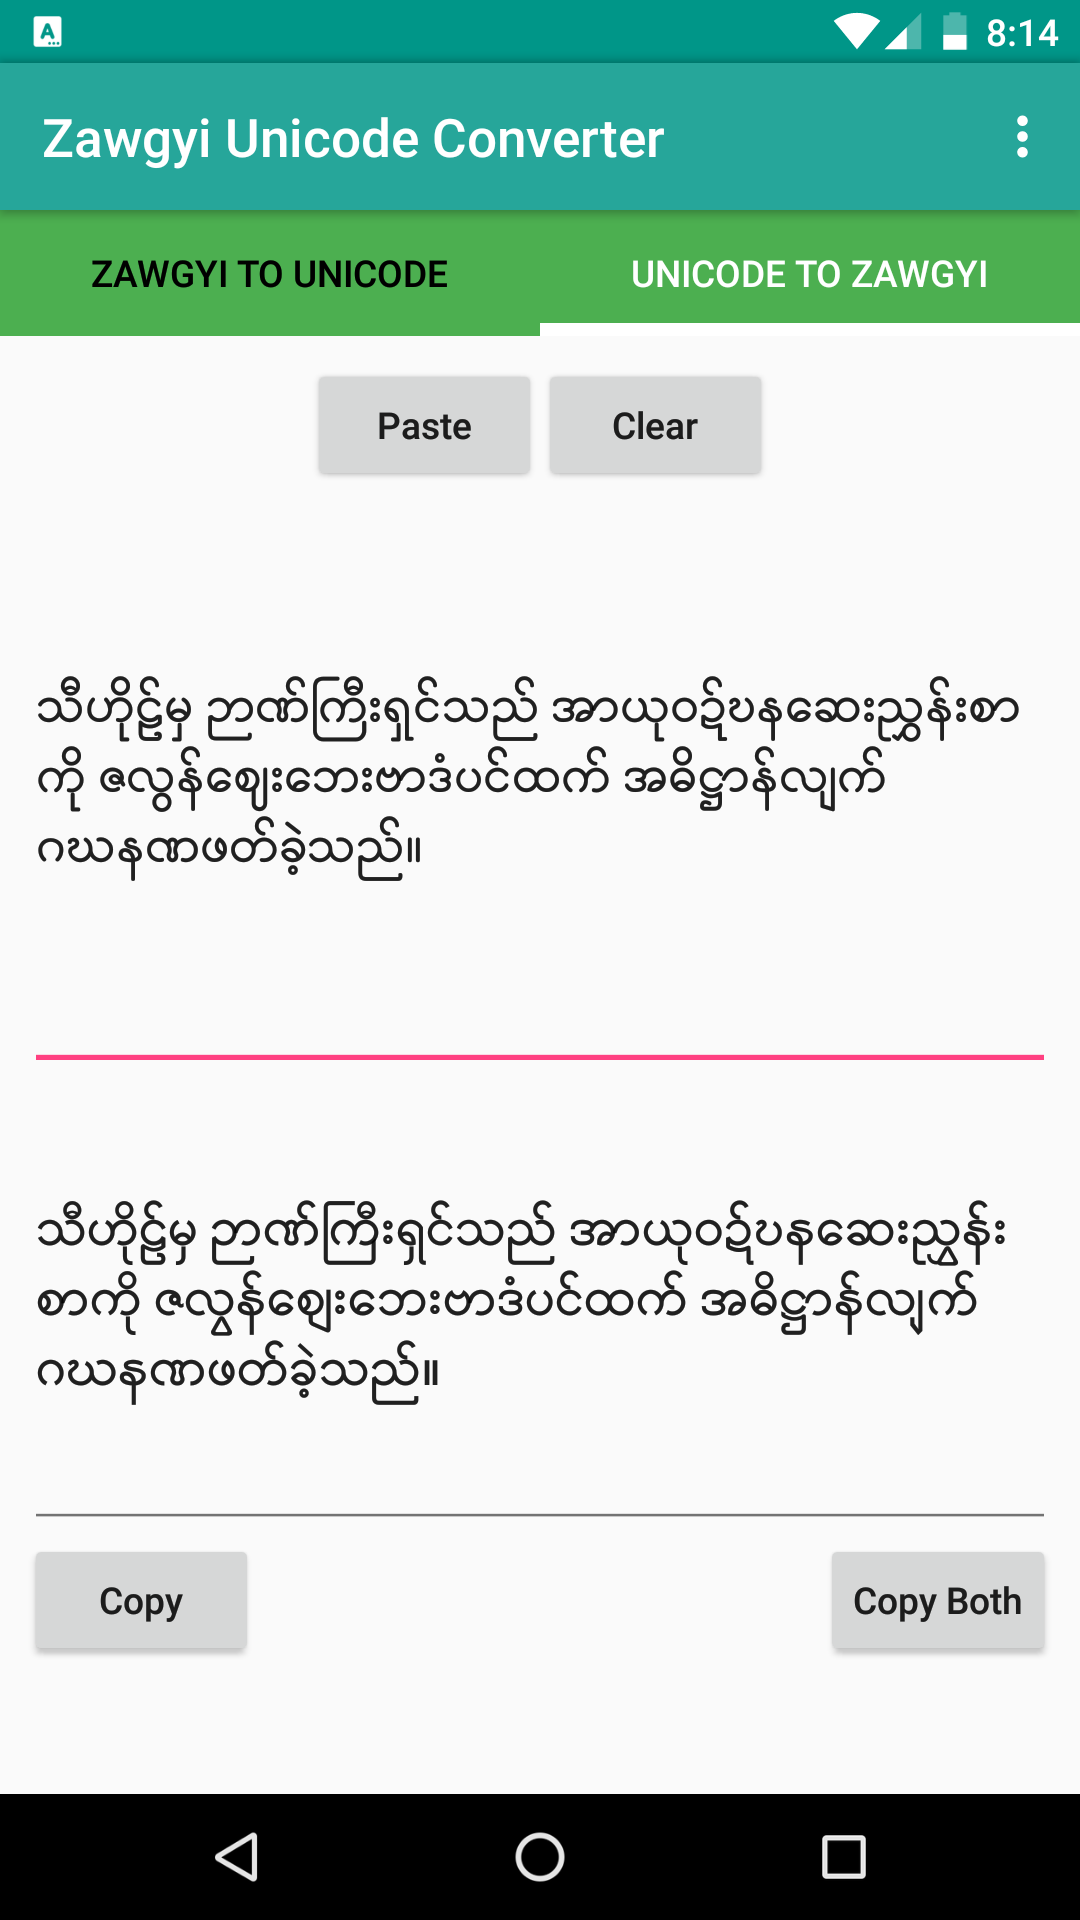 8:14
Zawgyi Unicode Converter
ZAWGYI TO UNICODE
UNICODE TO ZAWGYI
Paste
Clear
သီဟိုဠ်မှ ဉာဏ်ကြီးရှင်သည် အာယုဝဍ်ဎနဆေးညွှန်းစာ
ကို ဇလွန်ဈေးဘေးဗာဒံပင်ထက် အဓိဋ္ဌာန်လျက်
ဂဃနဏဖတ်ခဲ့သည်။
သီဟိုဠ်မှ ဉာဏ်ကြီးရှင်သည် အာယုဝဍ်ဎနဆေးညွှန်း
စာကို ဇလွန်ဈေးဘေးဗာဒံပင်ထက် အဓိဋ္ဌာန်လျက်
ဂဃနဏဖတ်ခဲ့သည်။
Copy
Copy Both